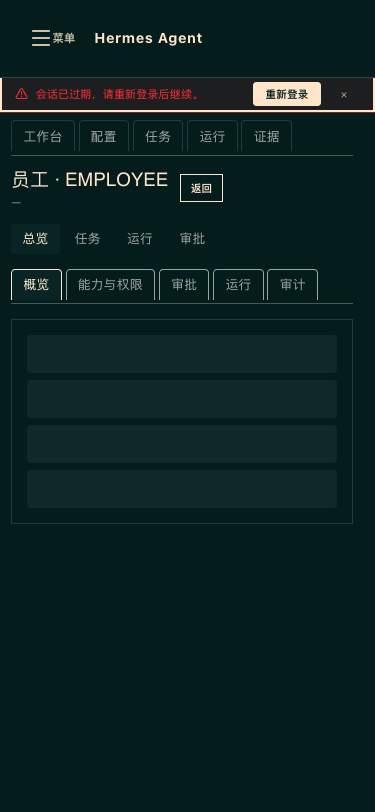 菜单 Hermes Agent
会话已过期，请重新登录后继续。 重新登录 ×
工作台 配置 任务 运行 证据
员工 · EMPLOYEE 返回
—
总览 任务 运行 审批
概览 能力与权限 审批 运行 审计